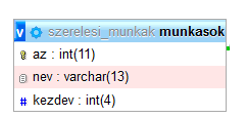 v szerelesi_munkak munkasok
az : int(11)
nev : varchar(13)
# kezdev : int(4)